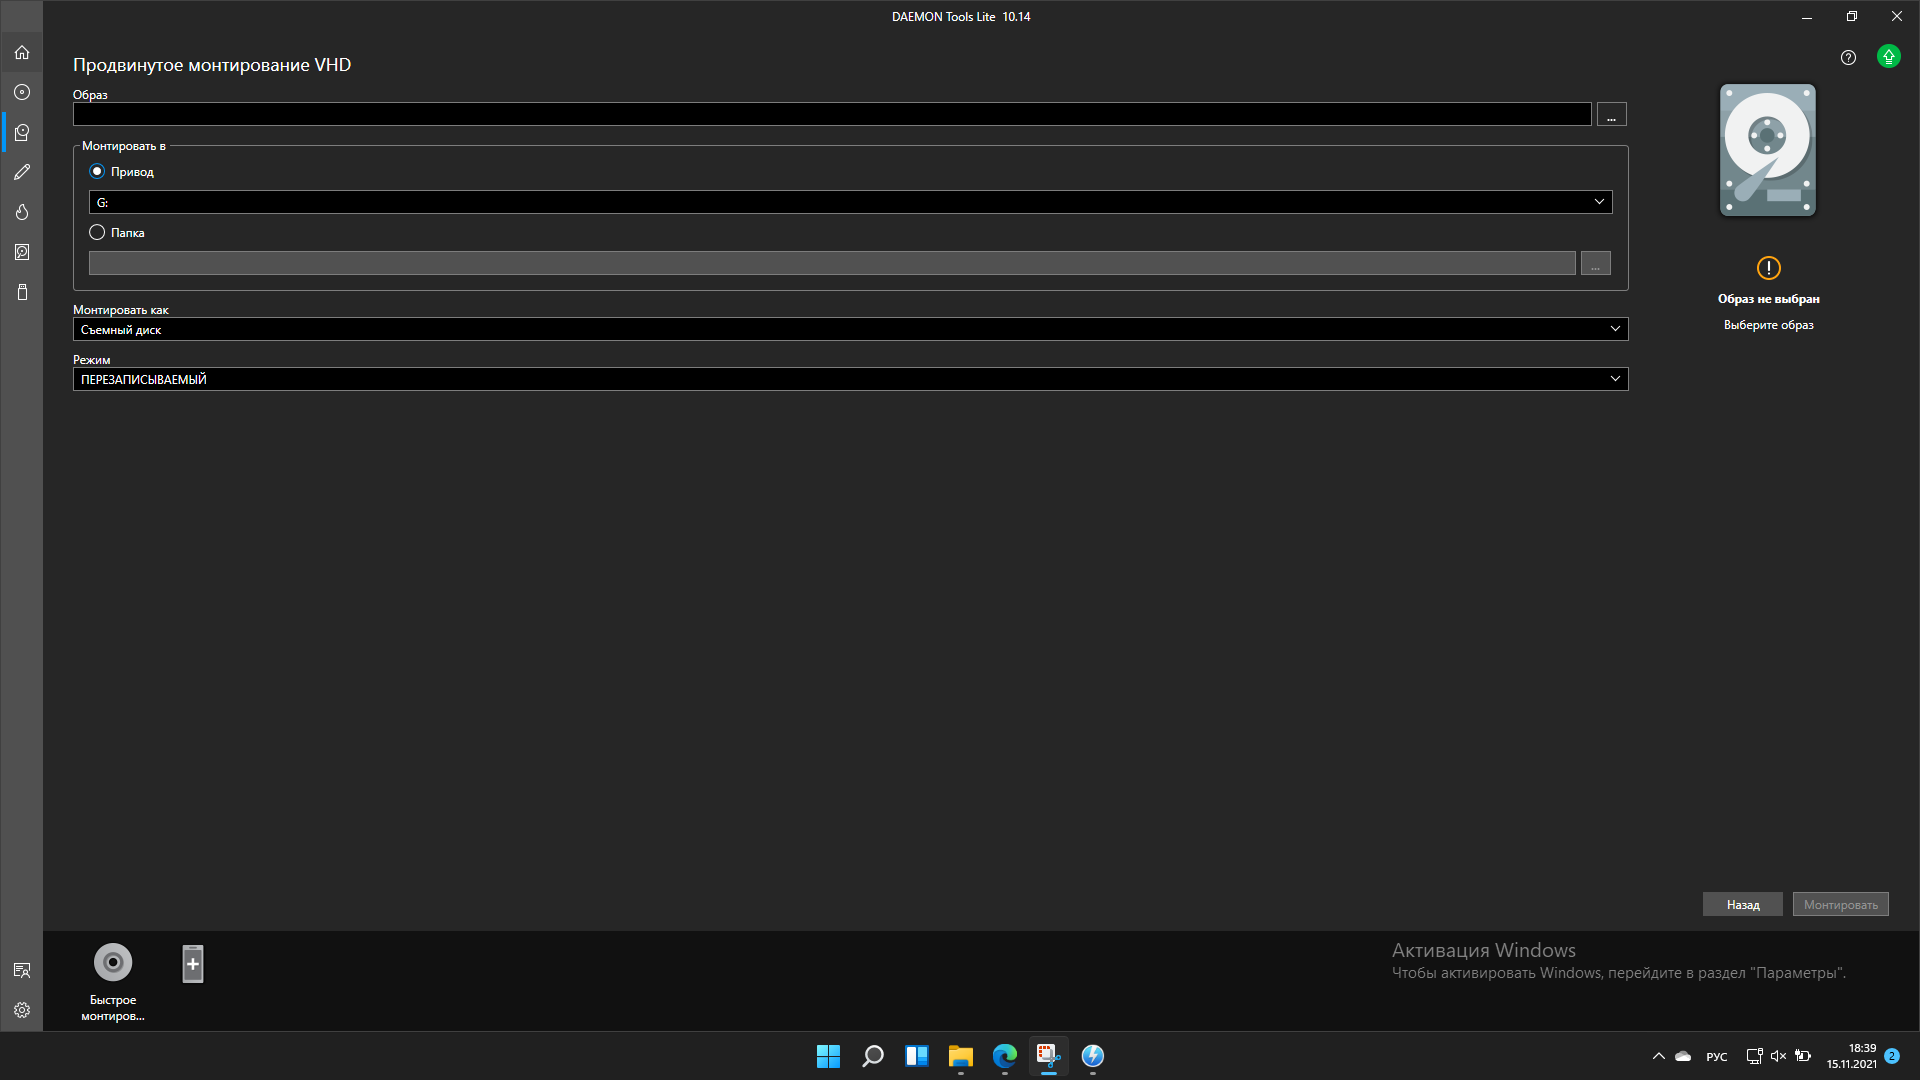 DAEMON Tools Lite 10.14
Продвинутое монтирование VHD
Образ
...
Монтировать в
Привод
G:
Папка
...
Образ не выбран
Выберите образ
Монтировать как
Съемный диск
Режим
ПЕРЕЗАПИСЫВАЕМЫЙ
Назад
Монтировать
Быстрое
монтиров...
Активация Windows
Чтобы активировать Windows, перейдите в раздел "Параметры".
РУС
18:39
15.11.2021
2